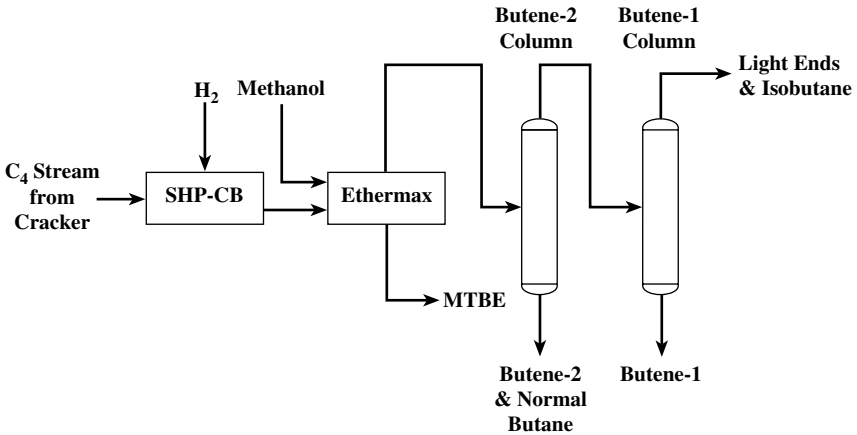 Butene-2
Column
Butene-1
Column
Light Ends
& Isobutane
H₂
Methanol
C₄ Stream
from
Cracker
SHP-CB
Ethermax
MTBE
Butene-2
& Normal
Butane
Butene-1